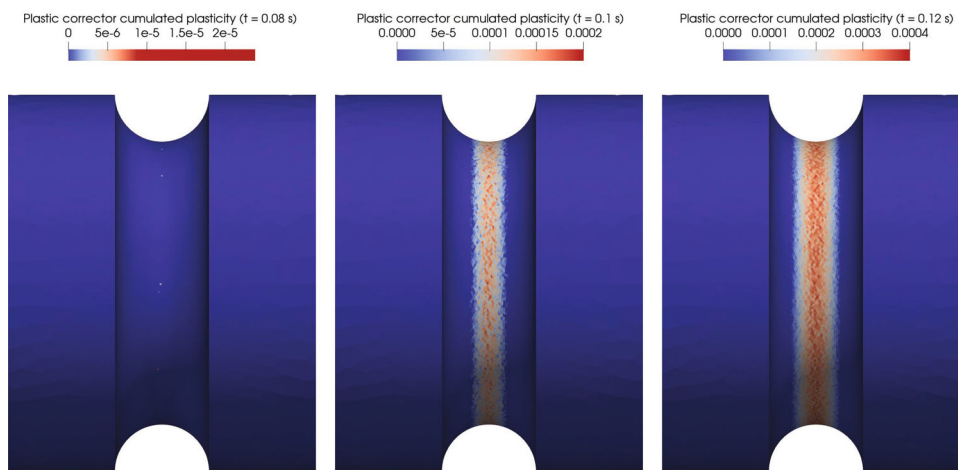 Plastic corrector cumulated plasticity (t = 0.08 s)
0 5e-6 1e-5 1.5e-5 2e-5
Plastic corrector cumulated plasticity (t = 0.1 s)
0.0000 5e-5 0.0001 0.00015 0.0002
Plastic corrector cumulated plasticity (t = 0.12 s)
0.0000 0.0001 0.0002 0.0003 0.0004